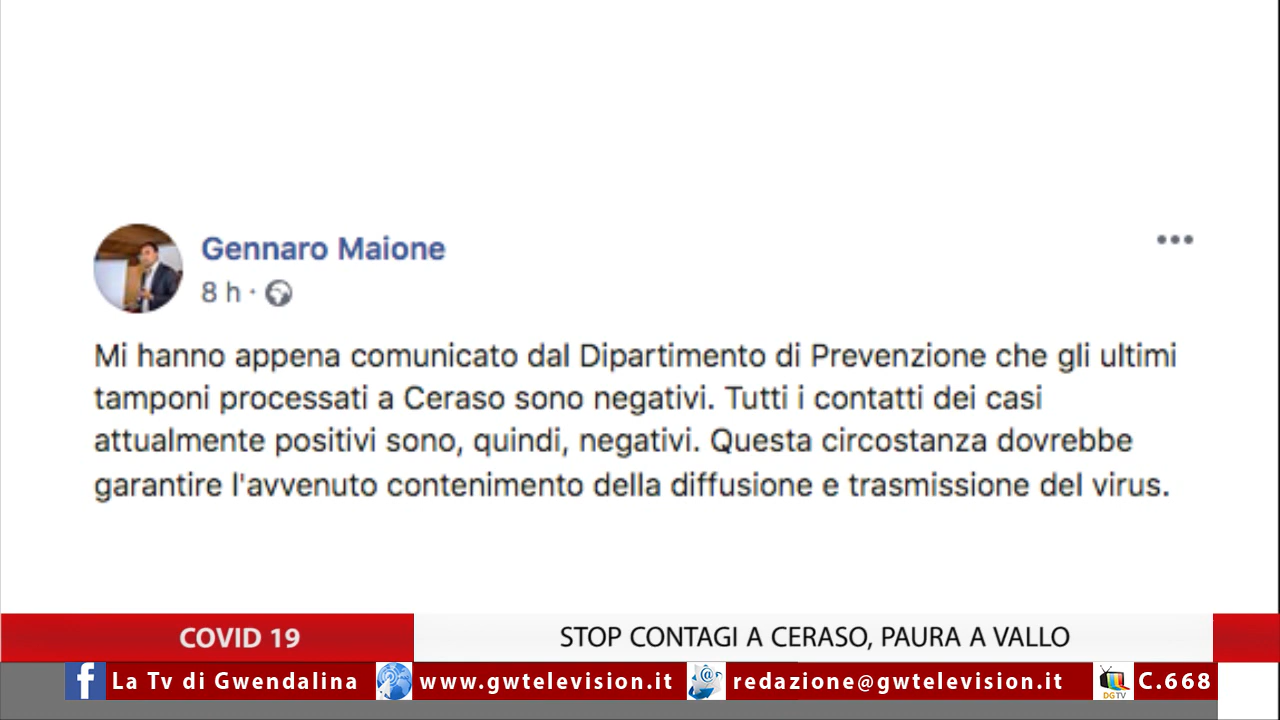 Gennaro Maione
8 h ·
Mi hanno appena comunicato dal Dipartimento di Prevenzione che gli ultimi
tamponi processati a Ceraso sono negativi. Tutti i contatti dei casi
attualmente positivi sono, quindi, negativi. Questa circostanza dovrebbe
garantire l'avvenuto contenimento della diffusione e trasmissione del virus.
COVID 19
STOP CONTAGI A CERASO, PAURA A VALLO
La Tv di Gwendalina
www.gwtelevision.it
redazione@gwtelevision.it
DGTV
C.668